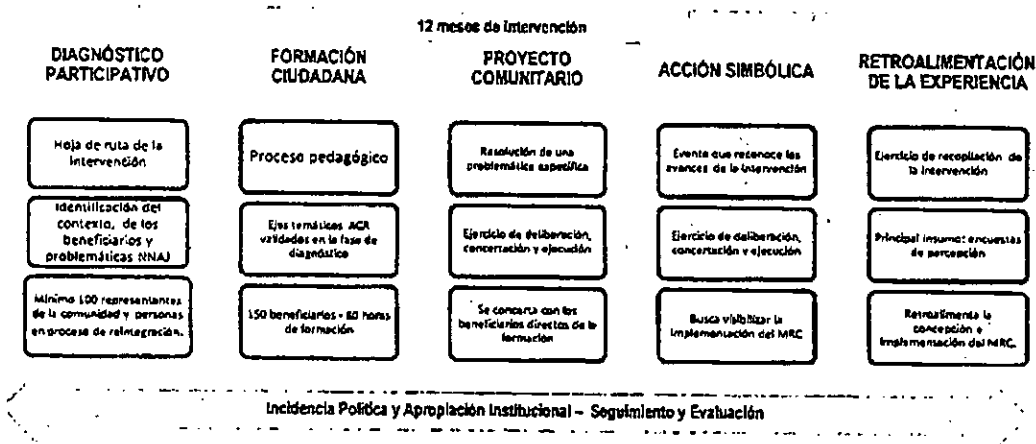 12 meses de intervención
DIAGNÓSTICO
PARTICIPATIVO
Hoja de ruta de la
intervención
Identificación del
contexto, de los
beneficiarios y
problemáticas NNAJ
Mínimo 100 representantes
de la comunidad y personas
en proceso de reintegración.
FORMACIÓN
CIUDADANA
Proceso pedagógico
Ejes temáticos ACR
validados en la fase de
diagnóstico
150 beneficiarios - 80 horas
de formación
PROYECTO
COMUNITARIO
Resolución de una
problemática específica
Ejercicio de deliberación,
concertación y ejecución
Se concerta con los
beneficiarios directos de la
formación
ACCIÓN SIMBÓLICA
Evento que reconoce los
avances de la intervención
Ejercicio de deliberación,
concertación y ejecución
Busca visibilizar la
implementación del MRC
RETROALIMENTACIÓN
DE LA EXPERIENCIA
Ejercicio de recopilación de
la intervención
Principal insumo: encuestas
de percepción
Retroalimenta la
concepción e
implementación del MRC.
Incidencia Política y Apropiación Institucional – Seguimiento y Evaluación